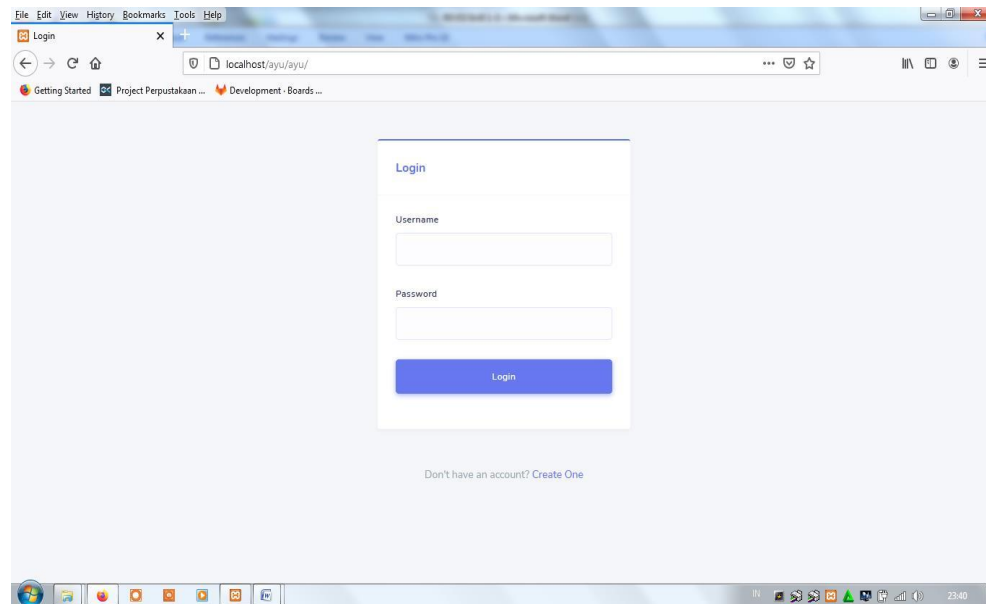 File Edit View History Bookmarks Tools Help
Login
localhost/ayu/ayu/
Getting Started Project Perpustakaan ... Development · Boards ...
Login
Username
Password
Login
Don't have an account? Create One
IN 23:40